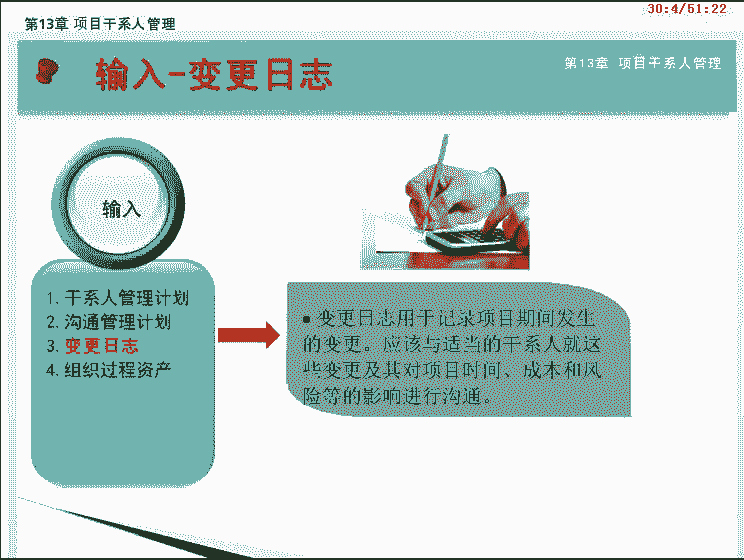 第13章 项目干系人管理
30:4/51:22
输入-变更日志
第13章 项目干系人管理
输入
1.干系人管理计划
2.沟通管理计划
3.变更日志
4.组织过程资产
▪ 变更日志用于记录项目期间发生
的变更。应该与适当的干系人就这
些变更及其对项目时间、成本和风
险等的影响进行沟通。